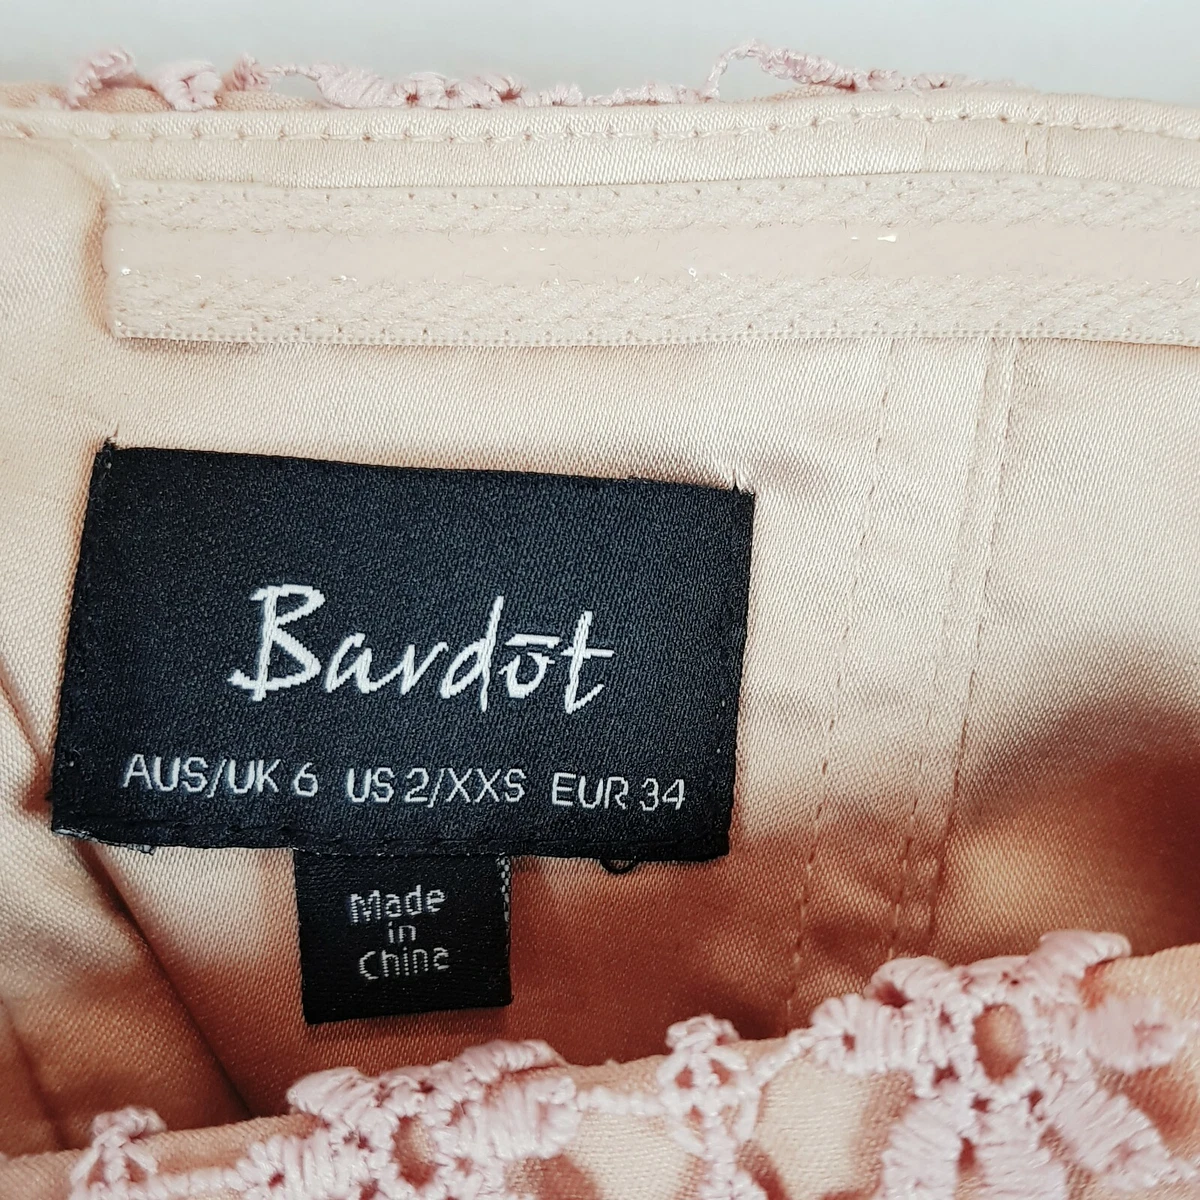 Bardōt
AUS/UK 6 US 2/XXS EUR 34
Made
in
China